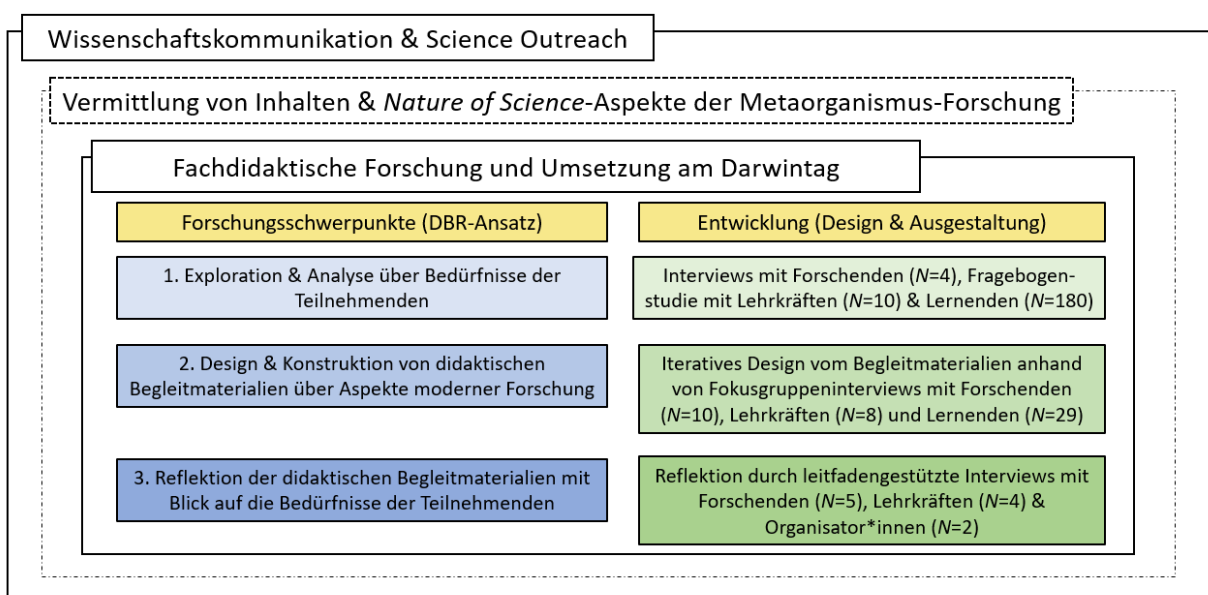 Wissenschaftskommunikation & Science Outreach
Vermittlung von Inhalten & Nature of Science-Aspekte der Metaorganismus-Forschung
Fachdidaktische Forschung und Umsetzung am Darwintag
Forschungsschwerpunkte (DBR-Ansatz)
Entwicklung (Design & Ausgestaltung)
1. Exploration & Analyse über Bedürfnisse der
Teilnehmenden
Interviews mit Forschenden (N=4), Fragebogen-
studie mit Lehrkräften (N=10) & Lernenden (N=180)
2. Design & Konstruktion von didaktischen
Begleitmaterialien über Aspekte moderner Forschung
Iteratives Design vom Begleitmaterialien anhand
von Fokusgruppeninterviews mit Forschenden
(N=10), Lehrkräften (N=8) und Lernenden (N=29)
3. Reflektion der didaktischen Begleitmaterialien mit
Blick auf die Bedürfnisse der Teilnehmenden
Reflektion durch leitfadengestützte Interviews mit
Forschenden (N=5), Lehrkräften (N=4) &
Organisator*innen (N=2)